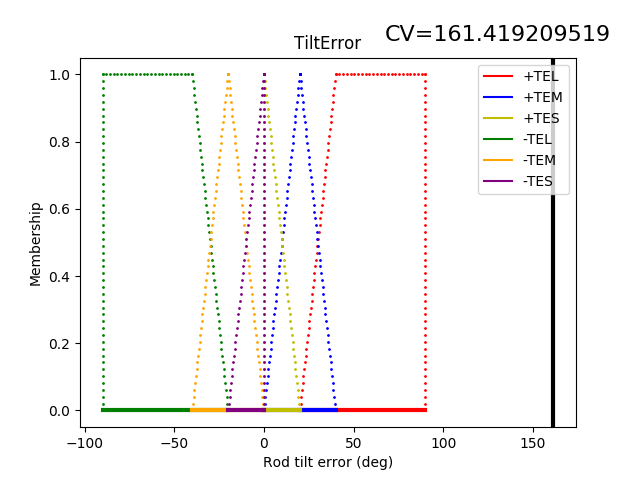 CV=161.419209519
TiltError
+TEL
+TEM
+TES
-TEL
-TEM
-TES
1.0
0.8
0.6
0.4
0.2
0.0
Membership
−100
−50
0
50
100
150
Rod tilt error (deg)